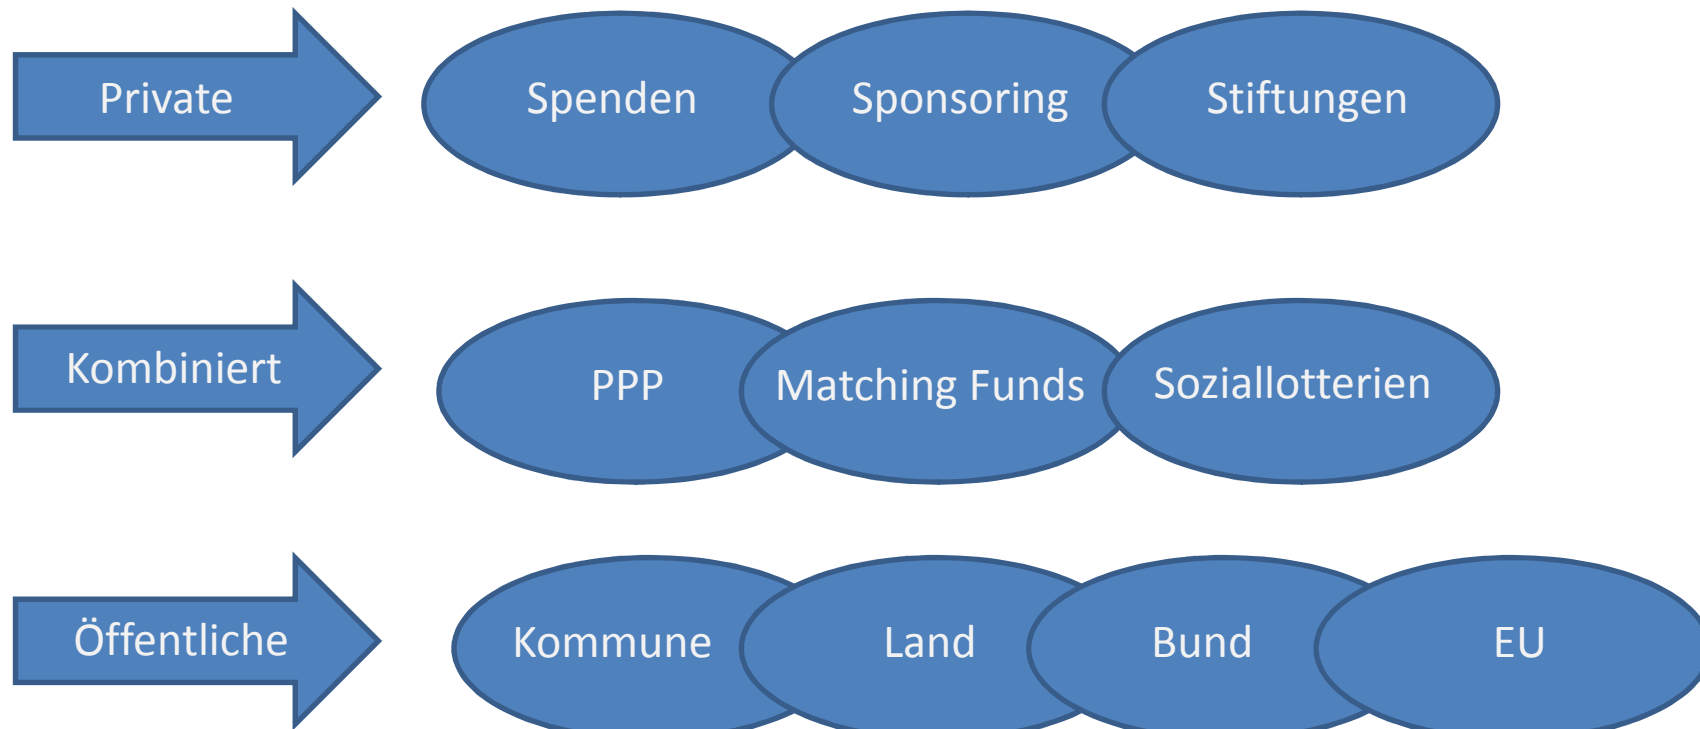 Private
Spenden
Sponsoring
Stiftungen
Kombiniert
PPP
Matching Funds
Soziallotterien
Öffentliche
Kommune
Land
Bund
EU